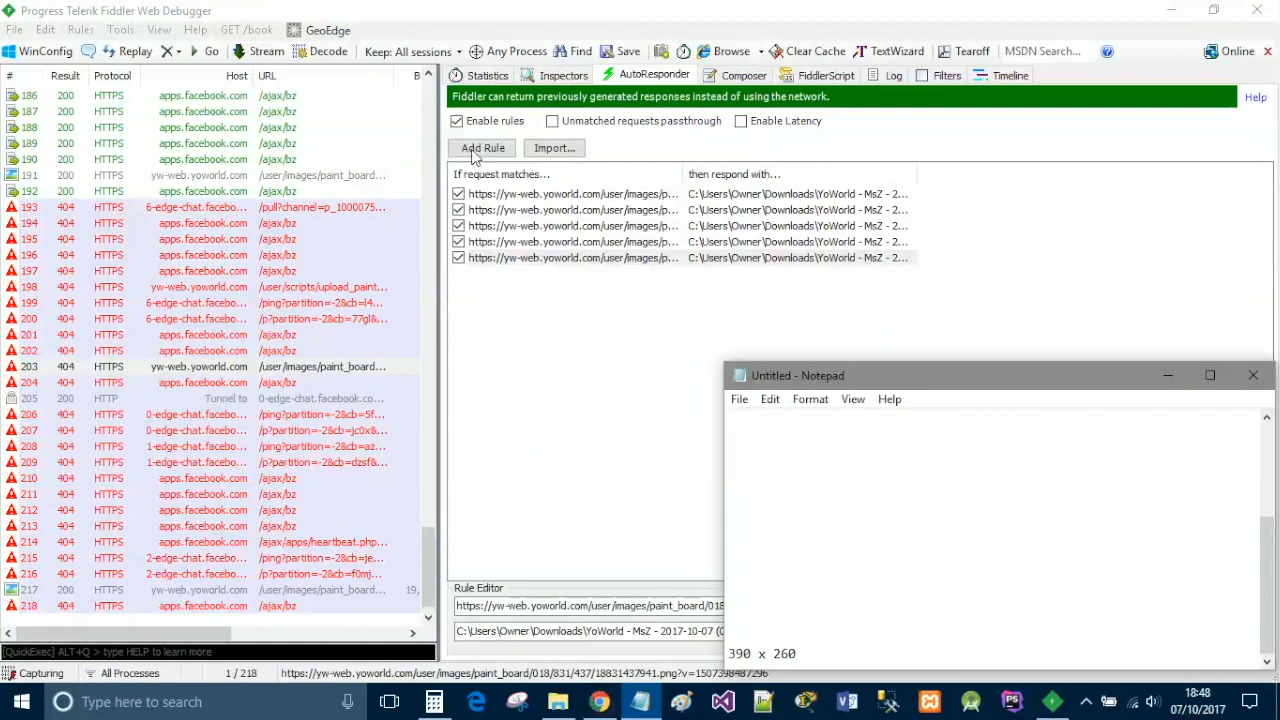 Progress Telerik Fiddler Web Debugger
File Edit Rules Tools View Help GET /book GeoEdge
WinConfig Replay Go Stream Decode Keep: All sessions Any Process Find Save Browse Clear Cache TextWizard Tearoff MSDN Search... Online
# Result Protocol Host URL B
186 200 HTTPS apps.facebook.com /ajax/bz
187 200 HTTPS apps.facebook.com /ajax/bz
188 200 HTTPS apps.facebook.com /ajax/bz
189 200 HTTPS apps.facebook.com /ajax/bz
190 200 HTTPS apps.facebook.com /ajax/bz
191 200 HTTPS yw-web.yoworld.com /user/images/paint_board...
192 200 HTTPS apps.facebook.com /ajax/bz
193 404 HTTPS 6-edge-chat.facebo... /pull?channel=p_1000075...
194 404 HTTPS apps.facebook.com /ajax/bz
195 404 HTTPS apps.facebook.com /ajax/bz
196 404 HTTPS apps.facebook.com /ajax/bz
197 404 HTTPS apps.facebook.com /ajax/bz
198 404 HTTPS yw-web.yoworld.com /user/scripts/upload_paint...
199 404 HTTPS 6-edge-chat.facebo... /ping?partition=-2&cb=l4...
200 404 HTTPS 6-edge-chat.facebo... /p?partition=-2&cb=77gl&...
201 404 HTTPS apps.facebook.com /ajax/bz
202 404 HTTPS apps.facebook.com /ajax/bz
203 404 HTTPS yw-web.yoworld.com /user/images/paint_board...
204 404 HTTPS apps.facebook.com /ajax/bz
205 200 HTTP Tunnel to 0-edge-chat.facebook.co...
206 404 HTTPS 0-edge-chat.facebo... /ping?partition=-2&cb=5f...
207 404 HTTPS 0-edge-chat.facebo... /p?partition=-2&cb=jc0x&...
208 404 HTTPS 1-edge-chat.facebo... /ping?partition=-2&cb=az...
209 404 HTTPS 1-edge-chat.facebo... /p?partition=-2&cb=dzsf&...
210 404 HTTPS apps.facebook.com /ajax/bz
211 404 HTTPS apps.facebook.com /ajax/bz
212 404 HTTPS apps.facebook.com /ajax/bz
213 404 HTTPS apps.facebook.com /ajax/bz
214 404 HTTPS apps.facebook.com /ajax/apps/heartbeat.php...
215 404 HTTPS 2-edge-chat.facebo... /ping?partition=-2&cb=je...
216 404 HTTPS 2-edge-chat.facebo... /p?partition=-2&cb=f0mj...
217 200 HTTPS yw-web.yoworld.com /user/images/paint_board... 19,
218 404 HTTPS apps.facebook.com /ajax/bz
[QuickExec] ALT+Q > type HELP to learn more
Statistics Inspectors AutoResponder Composer FiddlerScript Log Filters Timeline
Fiddler can return previously generated responses instead of using the network. Help
Enable rules Unmatched requests passthrough Enable Latency
Add Rule Import...
If request matches... then respond with...
https://yw-web.yoworld.com/user/images/p... C:\Users\Owner\Downloads\YoWorld - MsZ - 2...
https://yw-web.yoworld.com/user/images/p... C:\Users\Owner\Downloads\YoWorld - MsZ - 2...
https://yw-web.yoworld.com/user/images/p... C:\Users\Owner\Downloads\YoWorld - MsZ - 2...
https://yw-web.yoworld.com/user/images/p... C:\Users\Owner\Downloads\YoWorld - MsZ - 2...
https://yw-web.yoworld.com/user/images/p... C:\Users\Owner\Downloads\YoWorld - MsZ - 2...
Rule Editor
https://yw-web.yoworld.com/user/images/paint_board/018
C:\Users\Owner\Downloads\YoWorld - MsZ - 2017-10-07 (0
Untitled - Notepad
File Edit Format View Help
390 x 260
Capturing All Processes 1 / 218 https://yw-web.yoworld.com/user/images/paint_board/018/831/437/18831437941.png?v=1507398487296
Type here to search 18:48
07/10/2017